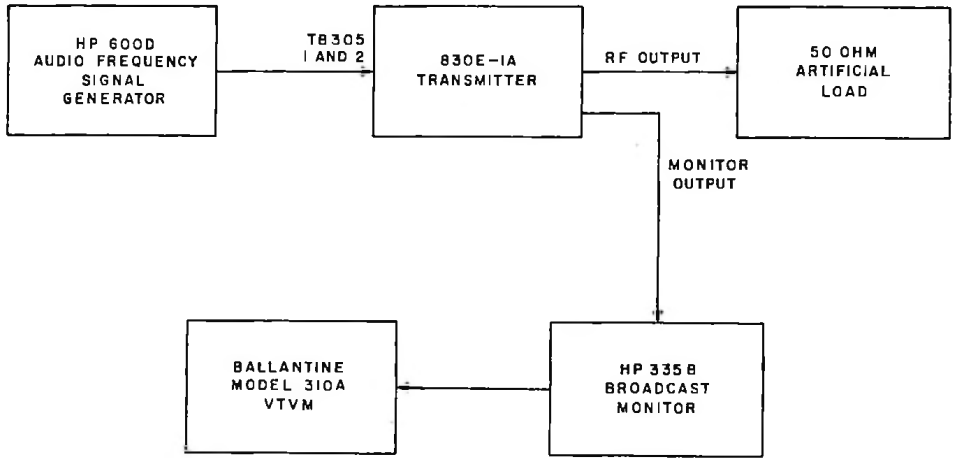 HP 600D
AUDIO FREQUENCY
SIGNAL
GENERATOR
TB305
1 AND 2
830E-1A
TRANSMITTER
RF OUTPUT
50 OHM
ARTIFICIAL
LOAD
MONITOR
OUTPUT
BALLANTINE
MODEL 310A
VTVM
HP 335B
BROADCAST
MONITOR